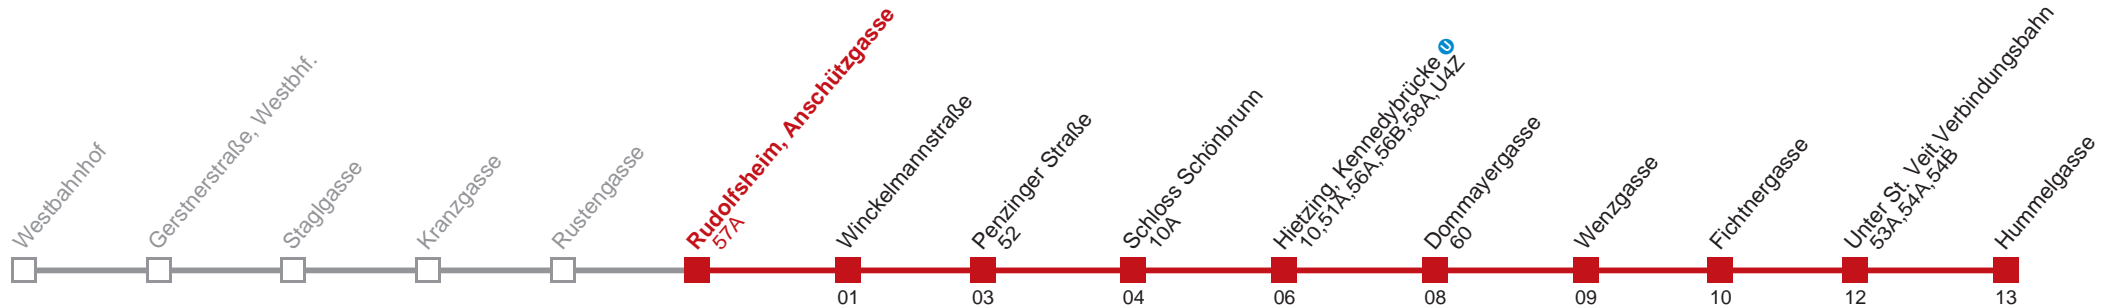 Westbahnhof
Gerstnerstraße, Westbhf.
Staglgasse
Kranzgasse
Rustengasse
Rudolfsheim, Anschützgasse
57A
Winckelmannstraße
Penzinger Straße
52
Schloss Schönbrunn
10A
Hietzing, Kennedybrücke U
10,51A,56A,56B,58A,U4Z
Dommayergasse
60
Wenzgasse
Fichtnergasse
Unter St. Veit,Verbindungsbahn
53A,54A,54B
Hummelgasse
01 03 04 06 08 09 10 12 13